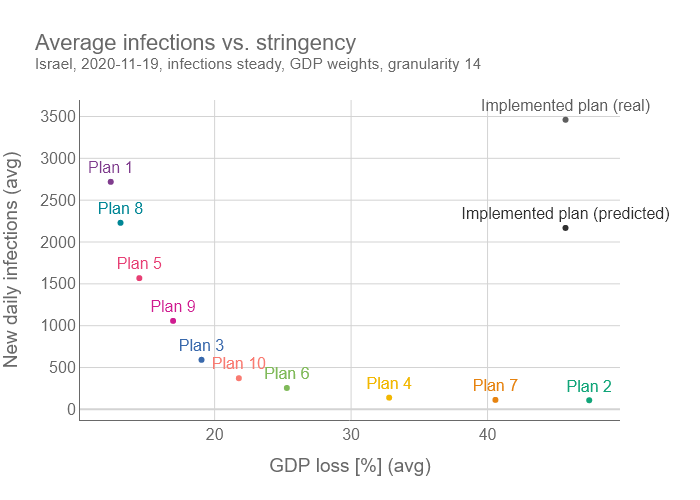 Average infections vs. stringency
Israel, 2020-11-19, infections steady, GDP weights, granularity 14
Implemented plan (real)
3500
3000
Plan 1
2500
Plan 8
Implemented plan (predicted)
2000
Plan 5
1500
Plan 9
1000
Plan 3
Plan 10
500
Plan 6
Plan 4
Plan 7
Plan 2
0
New daily infections (avg)
20
30
40
GDP loss [%] (avg)